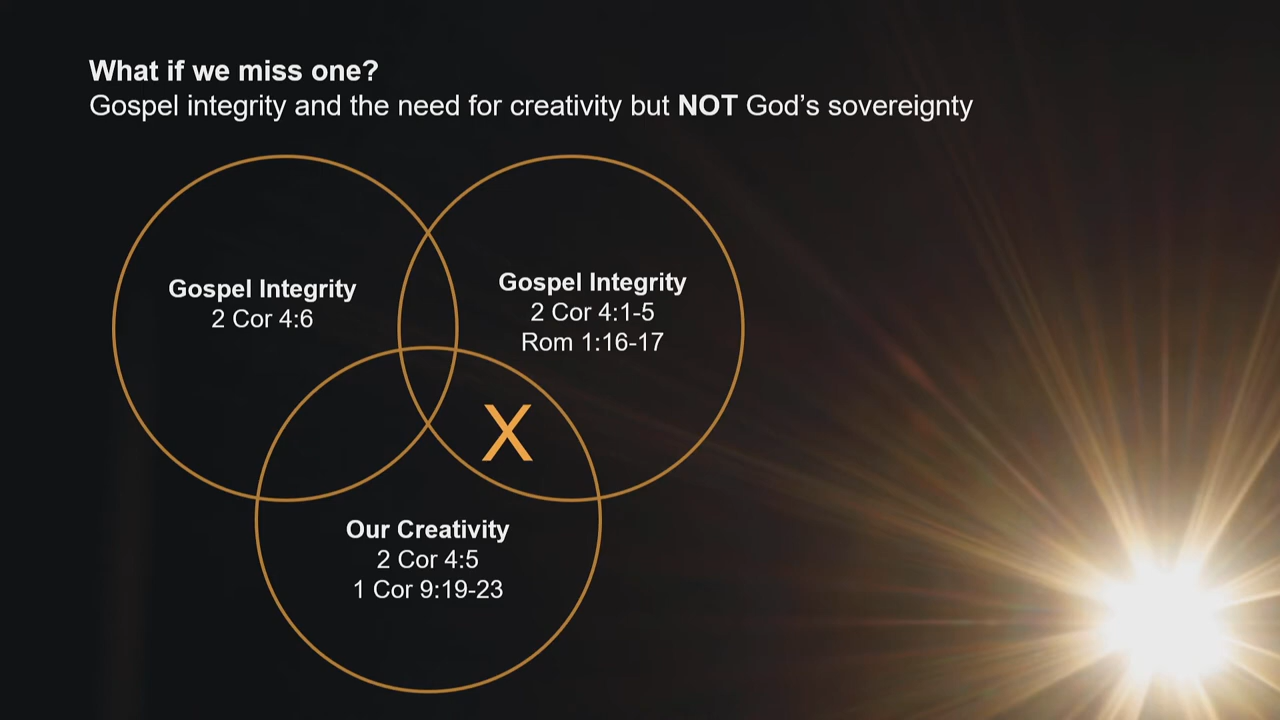 What if we miss one?
Gospel integrity and the need for creativity but NOT God’s sovereignty
Gospel Integrity
2 Cor 4:6
Gospel Integrity
2 Cor 4:1-5
Rom 1:16-17
X
Our Creativity
2 Cor 4:5
1 Cor 9:19-23